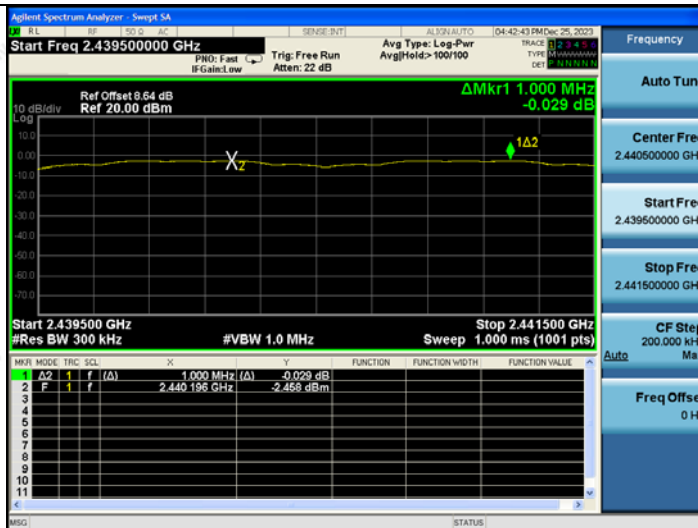 Agilent Spectrum Analyzer - Swept SA
RL RF 50 Ω AC SENSE:INT ALIGN AUTO 04:42:43 PM Dec 25, 2023
Start Freq 2.439500000 GHz
PNO: Fast
IFGain:Low
Trig: Free Run
Atten: 22 dB
Avg Type: Log-Pwr
Avg|Hold:> 100/100
TRACE 1 2 3 4 5 6
TYPE M
DET P N N N N N
Ref Offset 8.64 dB
Ref 20.00 dBm
10 dB/div
Log
ΔMkr1 1.000 MHz
-0.029 dB
10.0
0.00
-10.0
-20.0
-30.0
-40.0
-50.0
-60.0
-70.0
X2
1Δ2
Start 2.439500 GHz
Stop 2.441500 GHz
#Res BW 300 kHz
#VBW 1.0 MHz
Sweep 1.000 ms (1001 pts)
MKR MODE TRC SCL X Y FUNCTION FUNCTION WIDTH FUNCTION VALUE
1 Δ2 1 f (Δ) 1.000 MHz (Δ) -0.029 dB
2 F 1 f 2.440 196 GHz -2.458 dBm
3
4
5
6
7
8
9
10
11
MSG
STATUS
Frequency
Auto Tun
Center Fre
2.440500000 GH
Start Fre
2.439500000 GH
Stop Fre
2.441500000 GH
CF Ste
200.000 kH
Auto Ma
Freq Offse
0 H